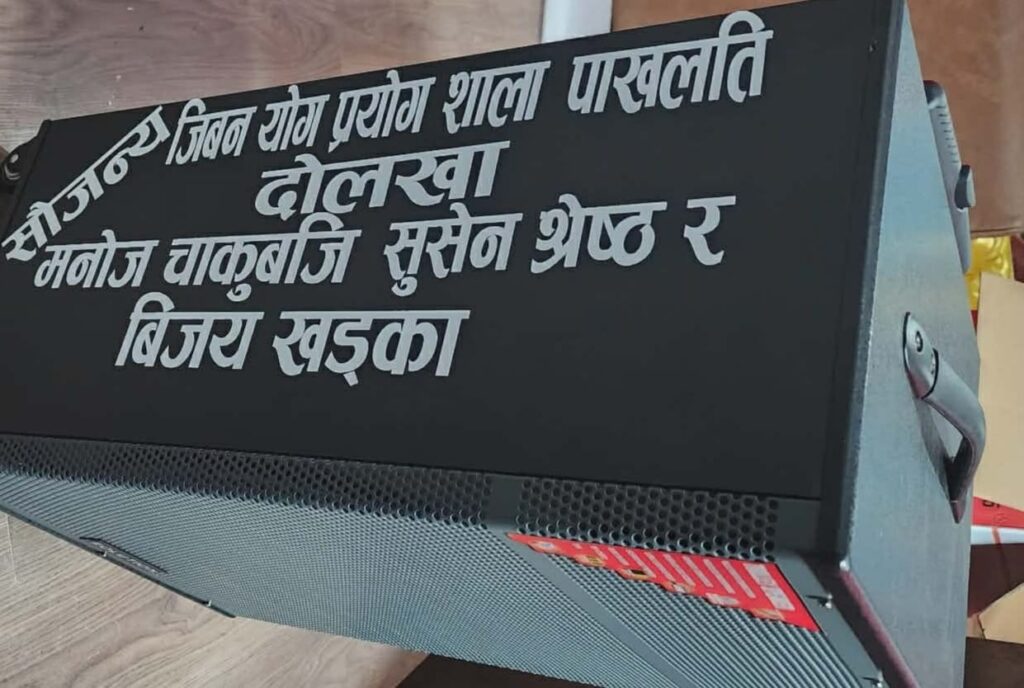 सौजन्य
जिबन योग प्रयोग शाला पाखलति
दोलखा
मनोज चाकुबजि सुसेन श्रेष्ठ र
बिजय खड्का